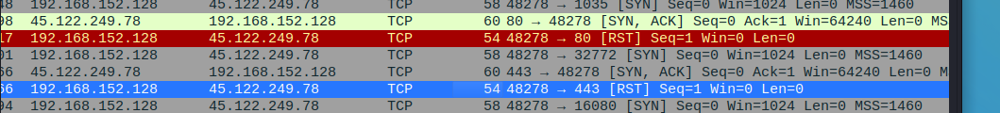 48 192.168.152.128 45.122.249.78 TCP 58 48278 → 1035 [SYN] Seq=0 Win=1024 Len=0 MSS=1460
98 45.122.249.78 192.168.152.128 TCP 60 80 → 48278 [SYN, ACK] Seq=0 Ack=1 Win=64240 Len=0 MS
17 192.168.152.128 45.122.249.78 TCP 54 48278 → 80 [RST] Seq=1 Win=0 Len=0
01 192.168.152.128 45.122.249.78 TCP 58 48278 → 32772 [SYN] Seq=0 Win=1024 Len=0 MSS=1460
66 45.122.249.78 192.168.152.128 TCP 60 443 → 48278 [SYN, ACK] Seq=0 Ack=1 Win=64240 Len=0 M
66 192.168.152.128 45.122.249.78 TCP 54 48278 → 443 [RST] Seq=1 Win=0 Len=0
94 192.168.152.128 45.122.249.78 TCP 58 48278 → 16080 [SYN] Seq=0 Win=1024 Len=0 MSS=1460